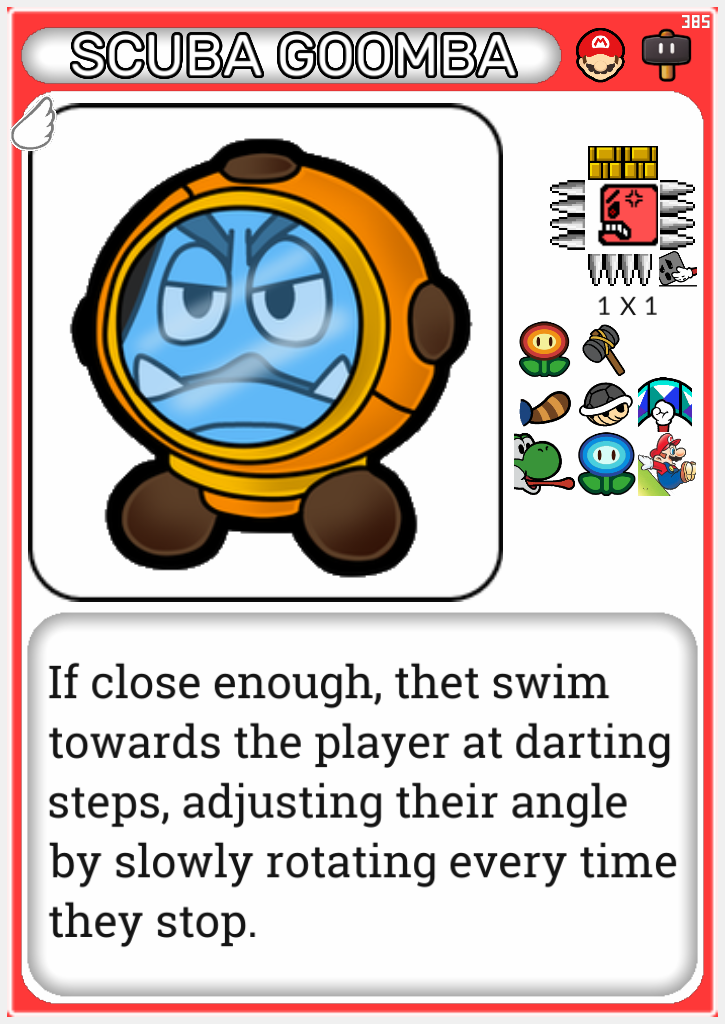 385
SCUBA GOOMBA
1 X 1
If close enough, thet swim
towards the player at darting
steps, adjusting their angle
by slowly rotating every time
they stop.